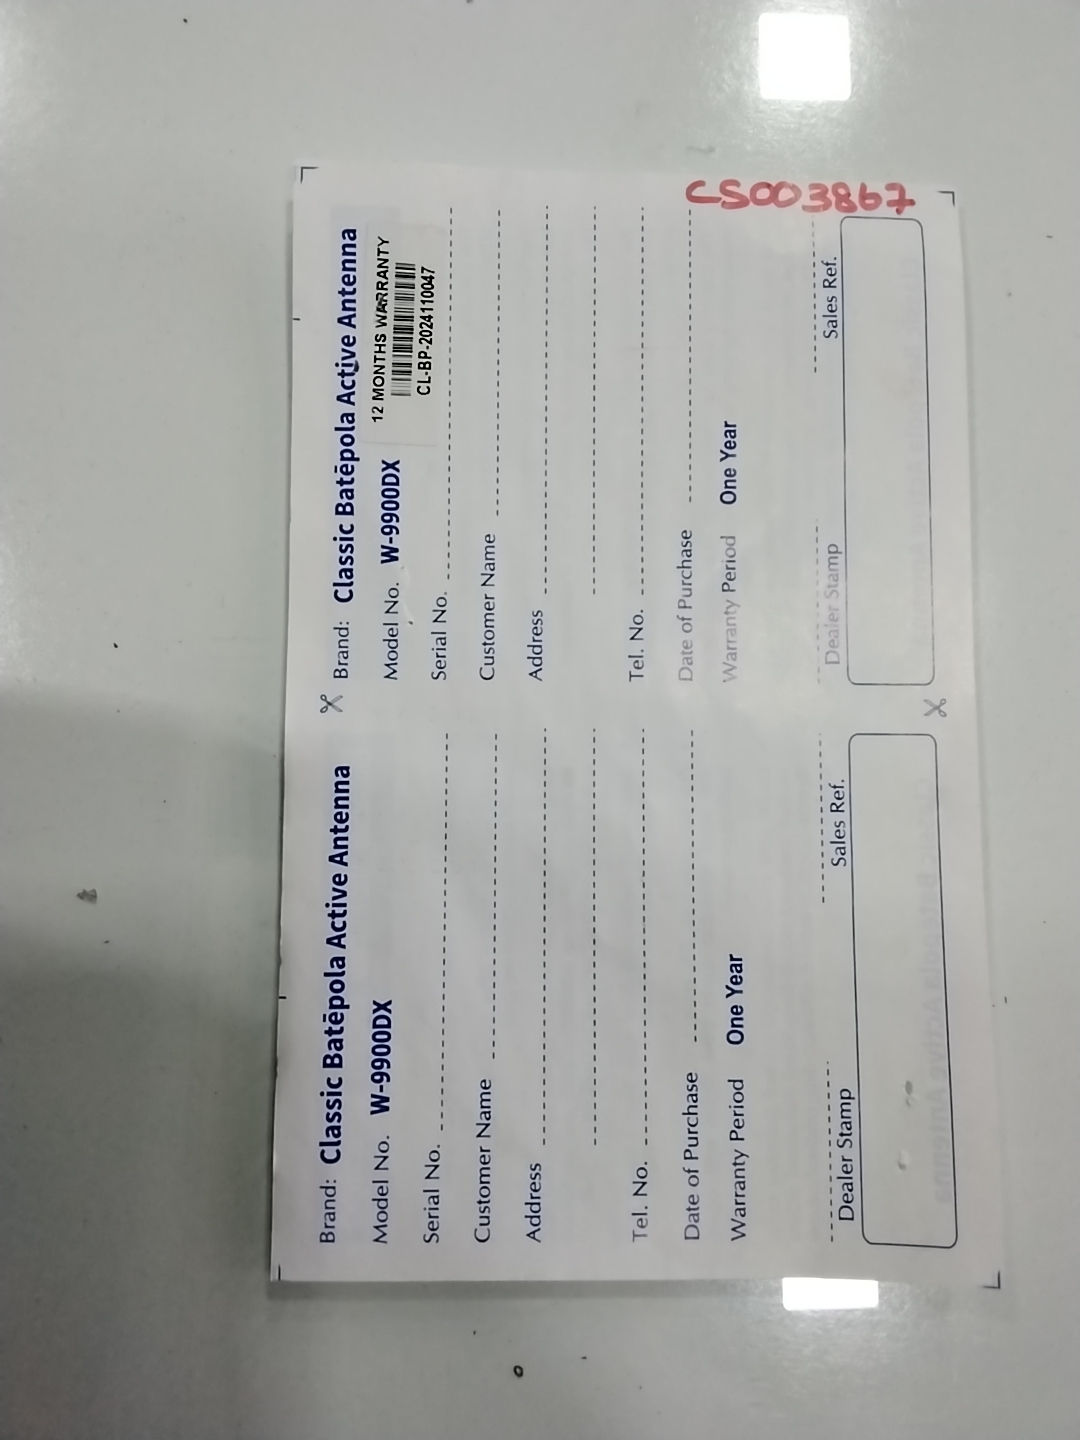 Brand: Classic Batēpola Active Antenna
Model No. W-9900DX
Serial No.
Customer Name
Address
Tel. No.
Date of Purchase
Warranty Period One Year
Dealer Stamp
Sales Ref.
Brand: Classic Batēpola Active Antenna
12 MONTHS WARRANTY
CL-BP-2024110047
Model No. W-9900DX
Serial No.
Customer Name
Address
Tel. No.
Date of Purchase
Warranty Period One Year
CS003867
Dealer Stamp
Sales Ref.